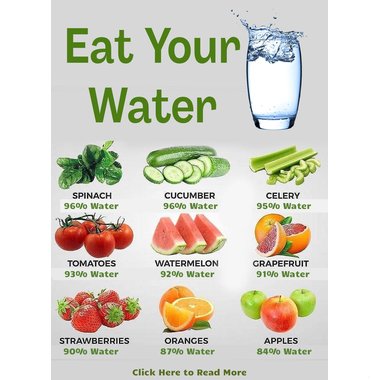 Eat Your
Water
SPINACH
96% Water
CUCUMBER
96% Water
CELERY
95% Water
TOMATOES
93% Water
WATERMELON
92% Water
GRAPEFRUIT
91% Water
STRAWBERRIES
90% Water
ORANGES
87% Water
APPLES
84% Water
Click Here to Read More